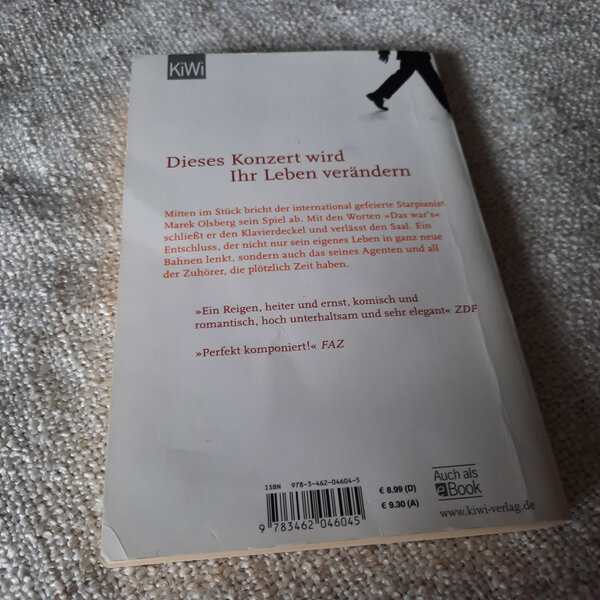 KiWi
Dieses Konzert wird
Ihr Leben verändern
Mitten im Stück bricht der international gefeierte Starpianist
Marek Olsberg sein Spiel ab. Mit den Worten »Das war's«
schließt er den Klavierdeckel und verlässt den Saal. Ein
Entschluss, der nicht nur sein eigenes Leben in ganz neue
Bahnen lenkt, sondern auch das seines Agenten und all
der Zuhörer, die plötzlich Zeit haben.
»Ein Reigen, heiter und ernst, komisch und
romantisch, hoch unterhaltsam und sehr elegant« ZDF
»Perfekt komponiert!« FAZ
ISBN 978-3-462-04604-5
9 783462 046045
€ 8.99 (D)
€ 9.30 (A)
Auch als
eBook
www.kiwi-verlag.de